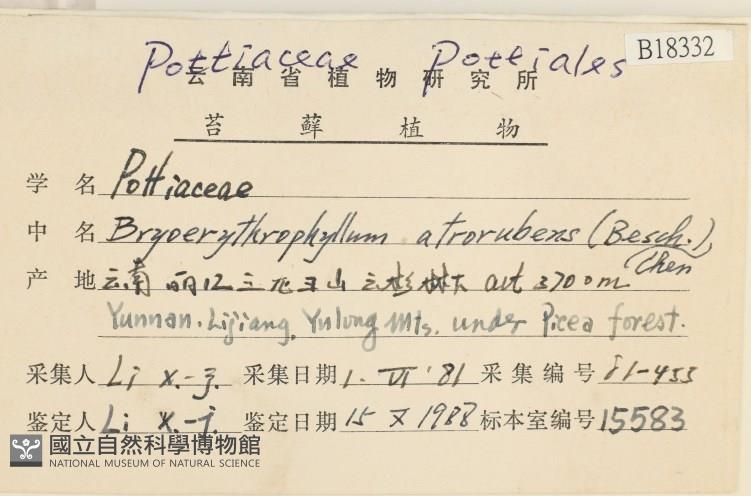 Pottiaceae Pottiales B18332
云南省植物研究所
苔藓植物
学名 Pottiaceae
中名 Bryoerythrophyllum atrorubens (Besch.),
Chen
产地 云南 丽江 玉龙 山 云杉树下 alt 3700m
Yunnan. Lijiang. Yulong Mts. under Picea forest.
采集人 Li X.-j. 采集日期 1. VI '81 采集编号 81-433
鉴定人 Li X.-j. 鉴定日期 15 X 1988 标本室编号 15583
國立自然科學博物館
NATIONAL MUSEUM OF NATURAL SCIENCE